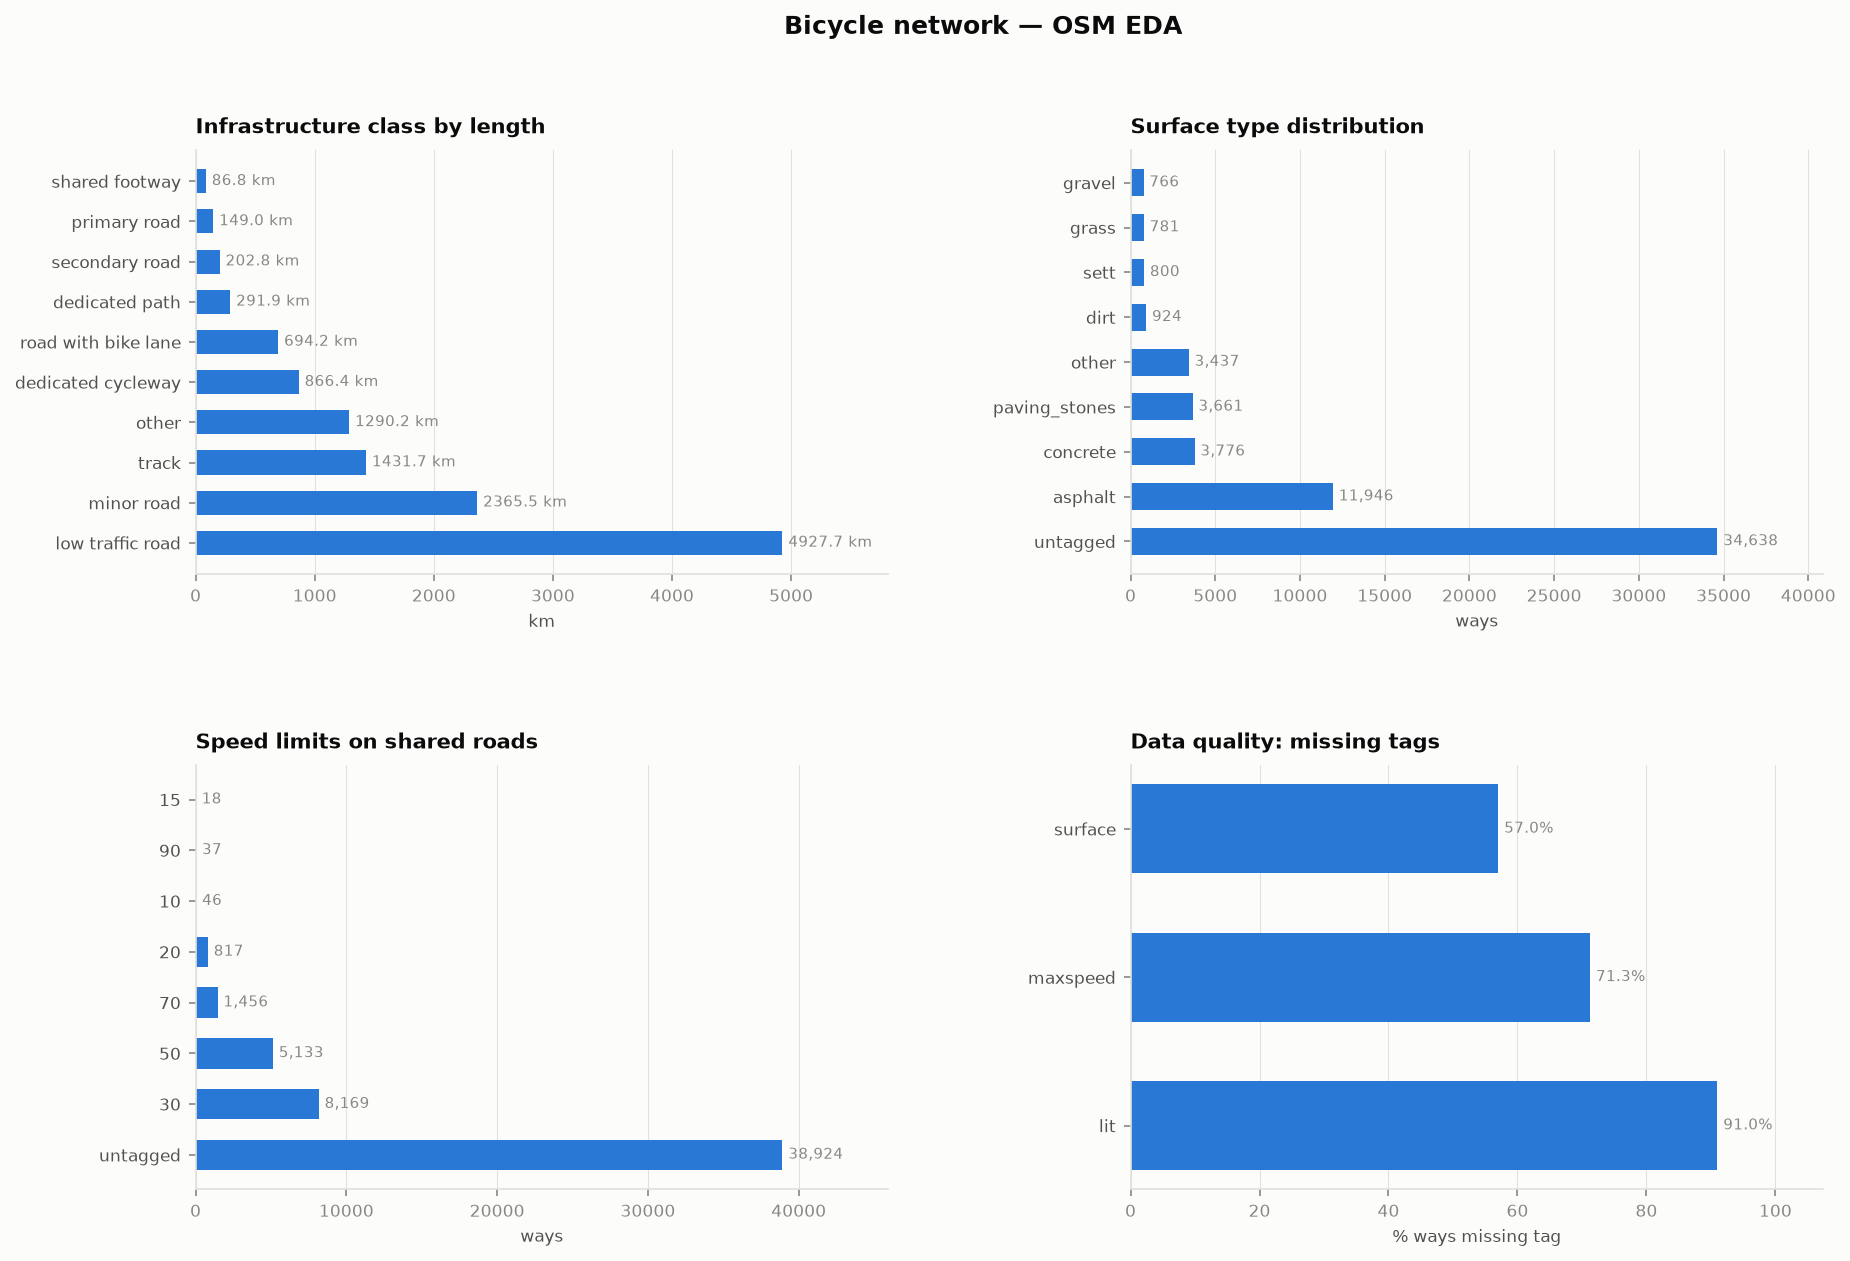 Bicycle network — OSM EDA
Infrastructure class by length
shared footway 86.8 km
primary road 149.0 km
secondary road 202.8 km
dedicated path 291.9 km
road with bike lane 694.2 km
dedicated cycleway 866.4 km
other 1290.2 km
track 1431.7 km
minor road 2365.5 km
low traffic road 4927.7 km
0 1000 2000 3000 4000 5000
km
Surface type distribution
gravel 766
grass 781
sett 800
dirt 924
other 3,437
paving_stones 3,661
concrete 3,776
asphalt 11,946
untagged 34,638
0 5000 10000 15000 20000 25000 30000 35000 40000
ways
Speed limits on shared roads
15 18
90 37
10 46
20 817
70 1,456
50 5,133
30 8,169
untagged 38,924
0 10000 20000 30000 40000
ways
Data quality: missing tags
surface 57.0%
maxspeed 71.3%
lit 91.0%
0 20 40 60 80 100
% ways missing tag